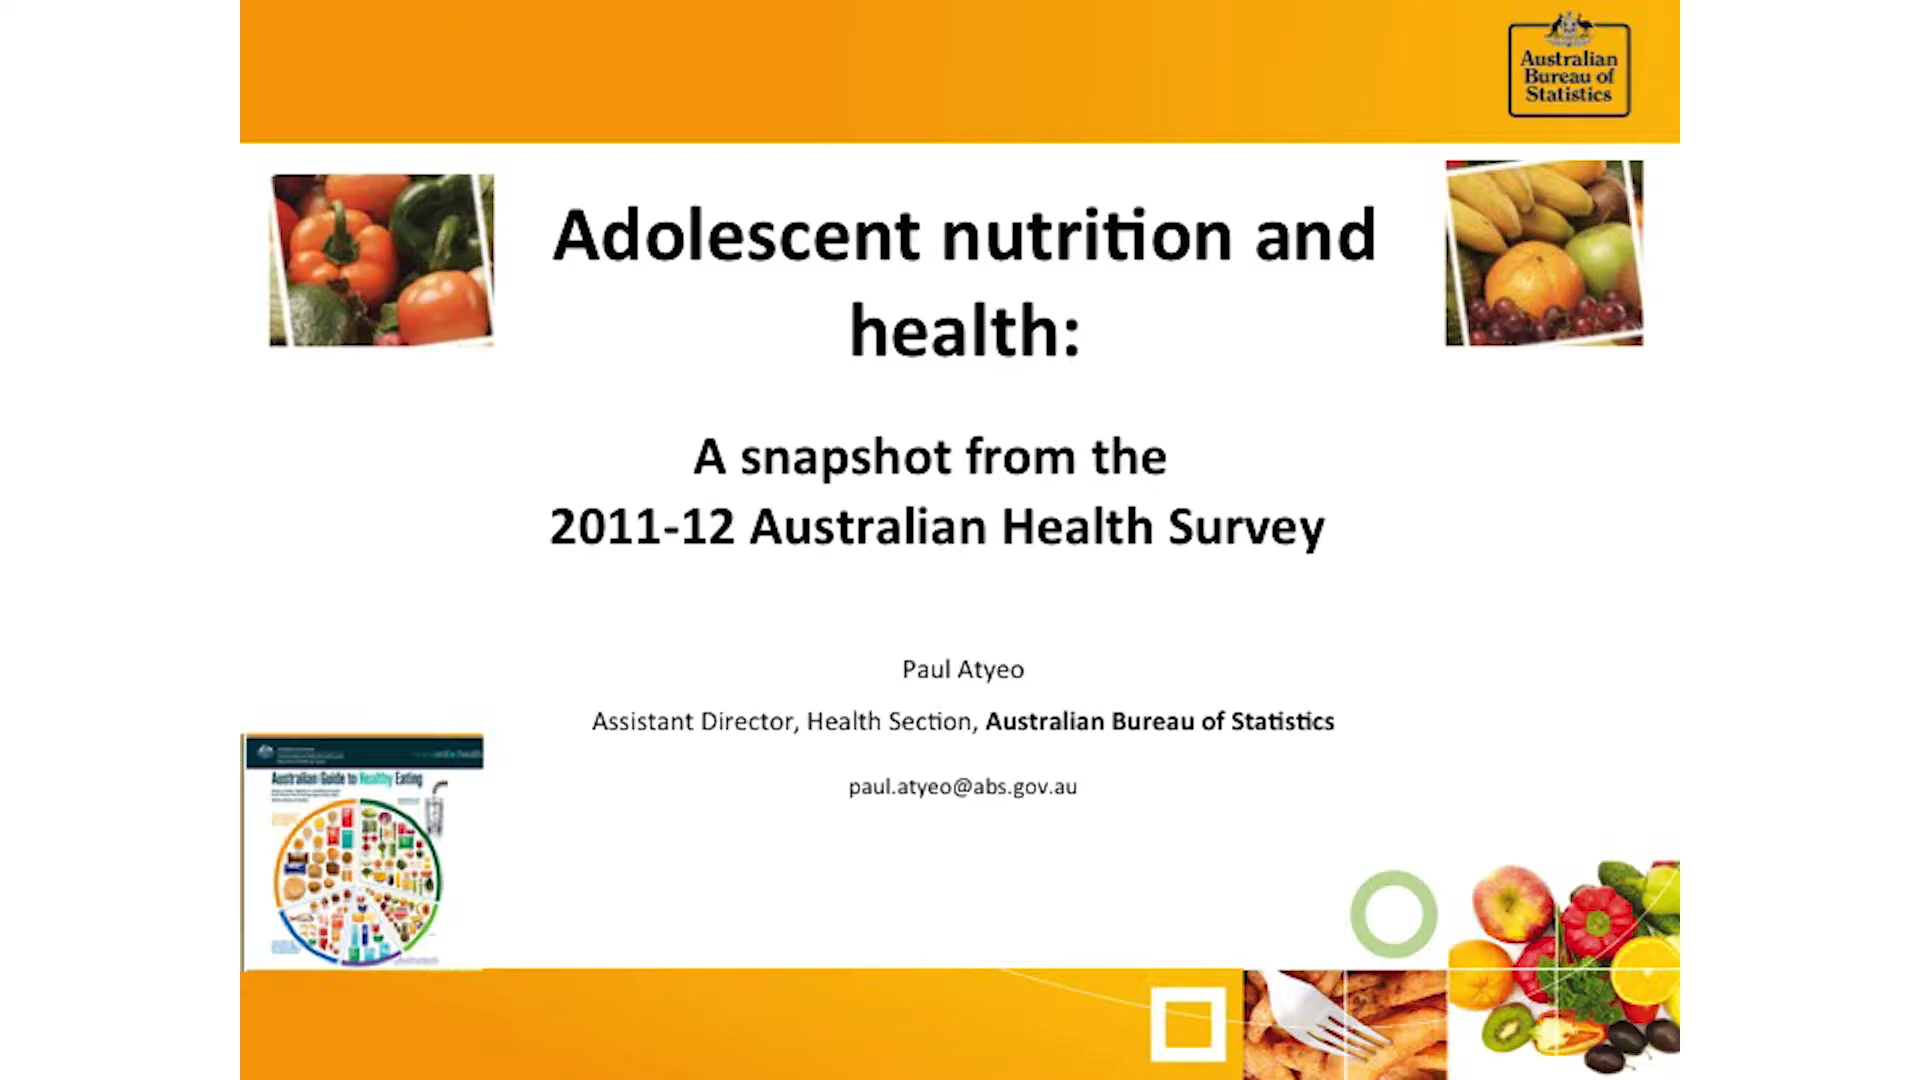 Australian
Bureau of
Statistics
Adolescent nutrition and
health:
A snapshot from the
2011-12 Australian Health Survey
Paul Atyeo
Assistant Director, Health Section, Australian Bureau of Statistics
paul.atyeo@abs.gov.au
Australian Guide to Healthy Eating